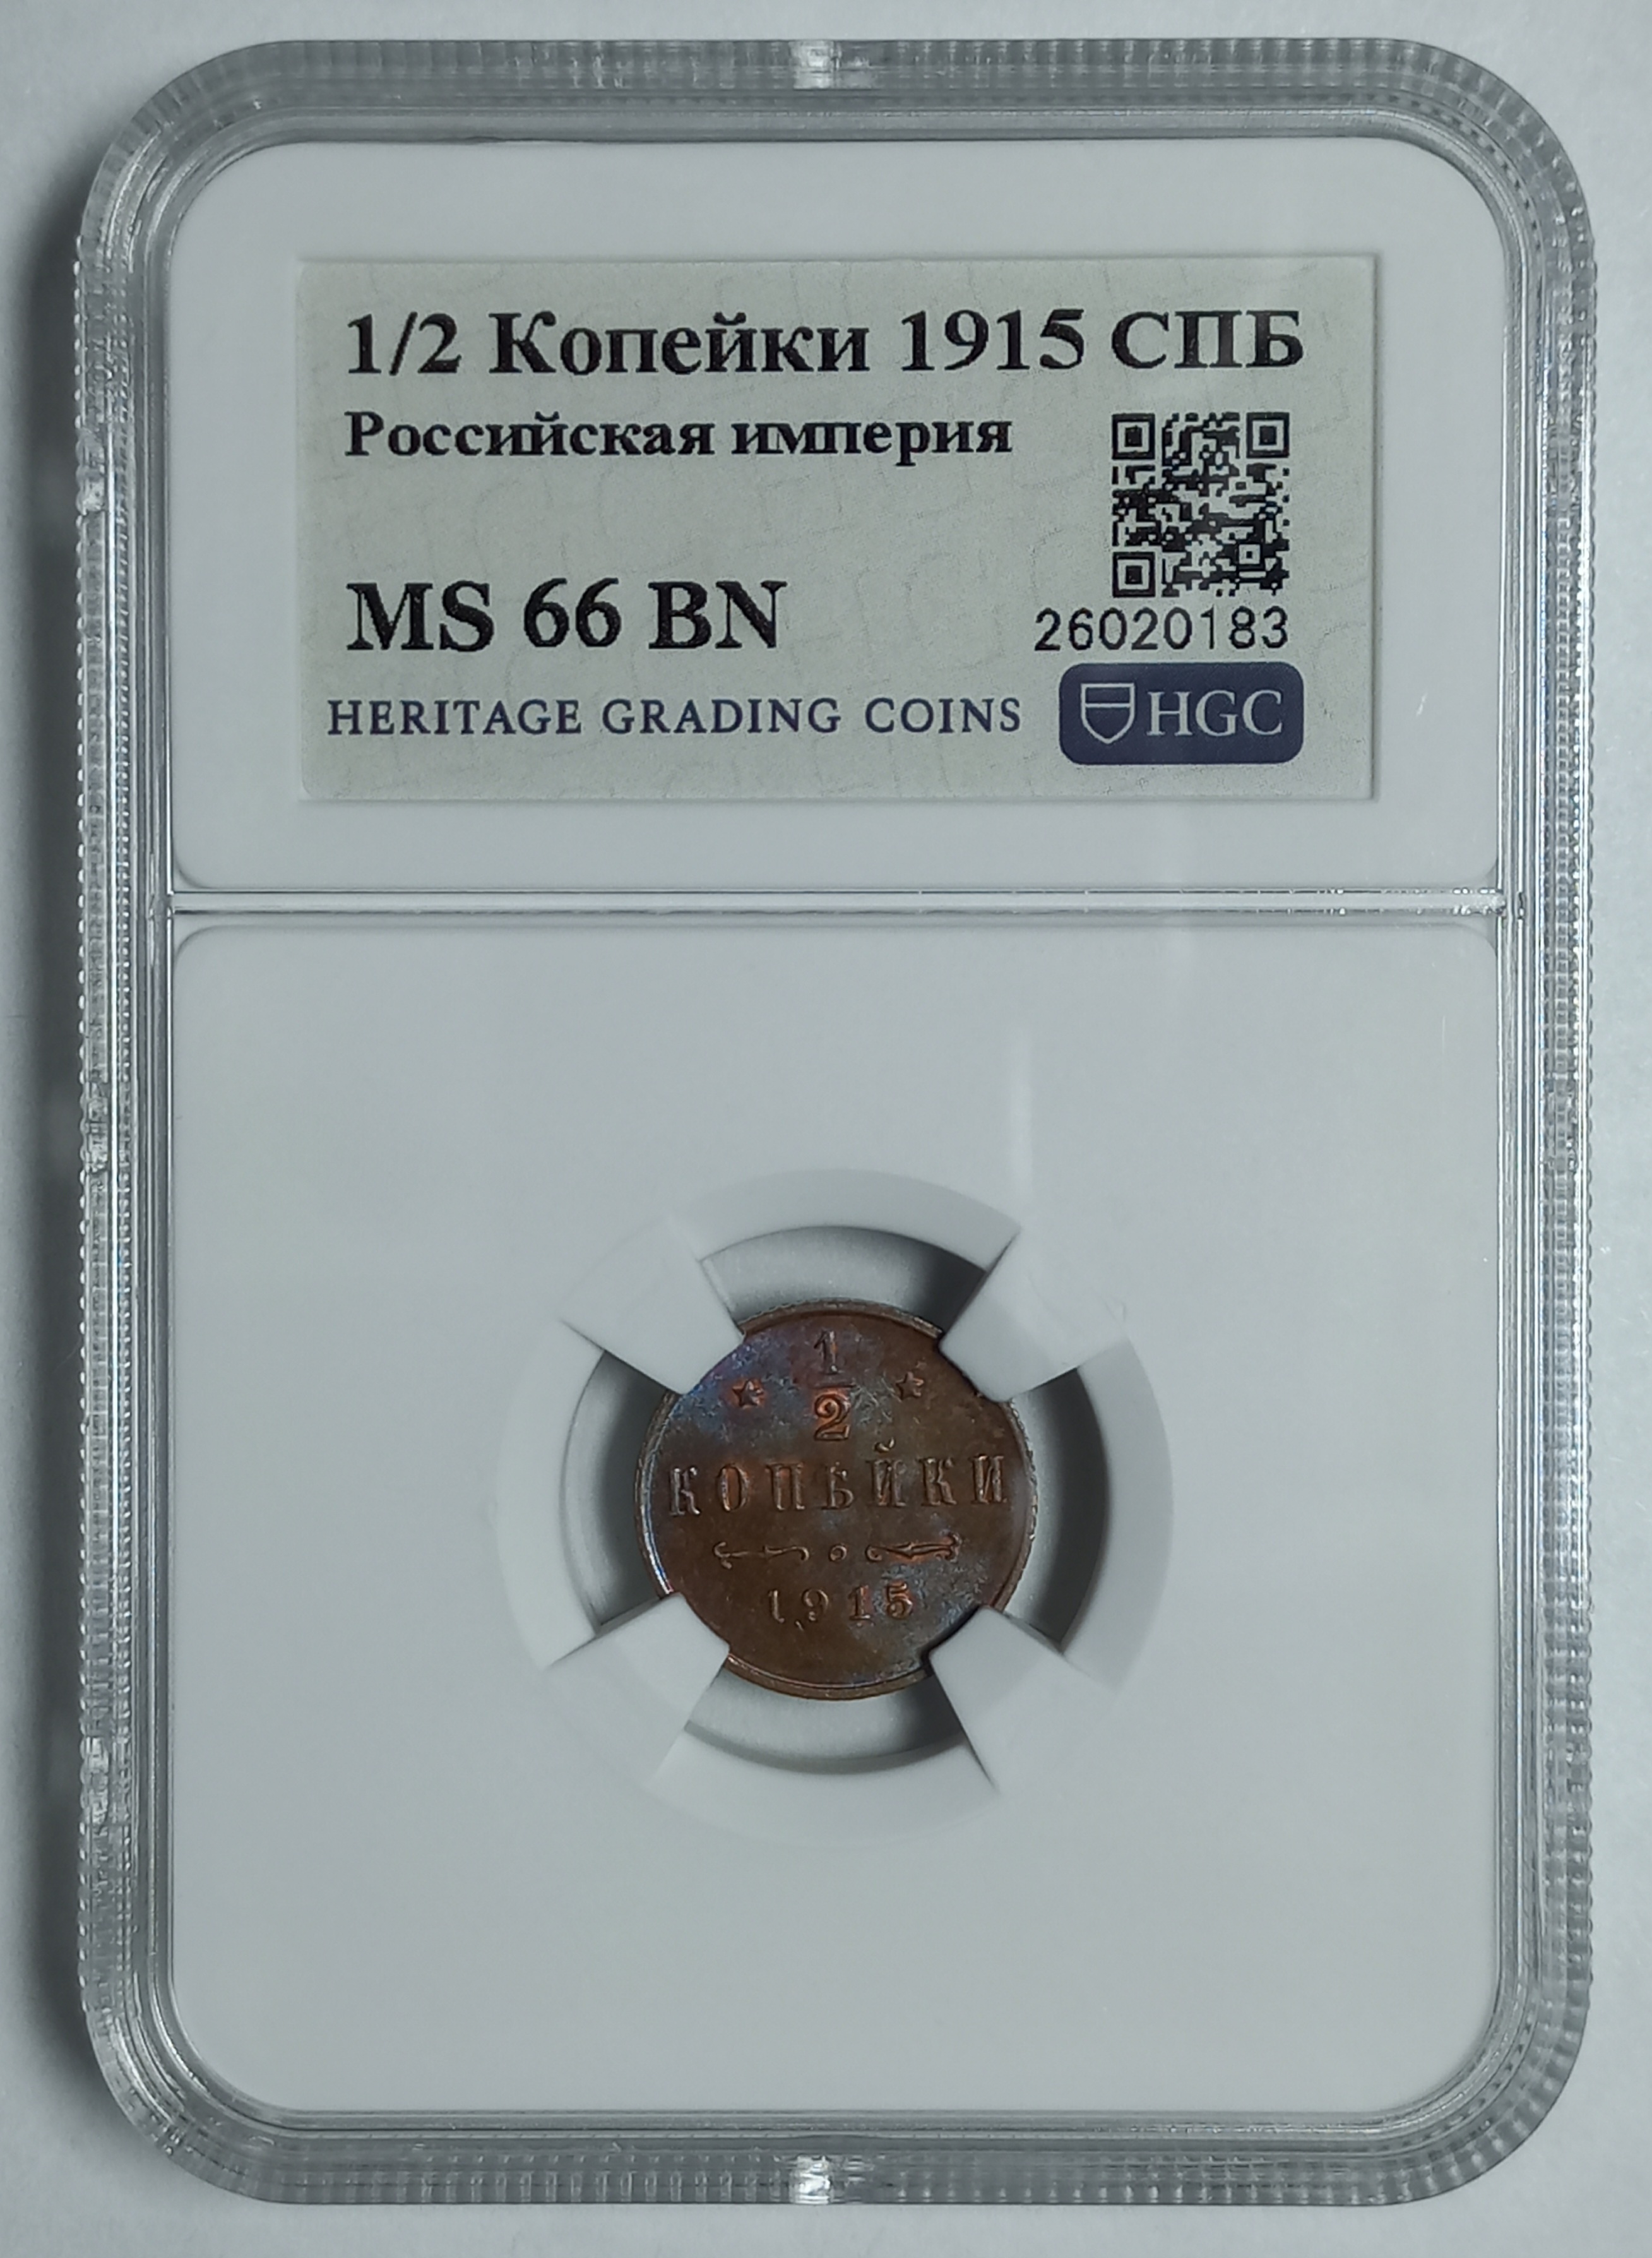 1/2 Копейки 1915 СПБ
Российская империя
MS 66 BN
26020183
HERITAGE GRADING COINS
HGC
1
2
КОПѢЙКИ
1915